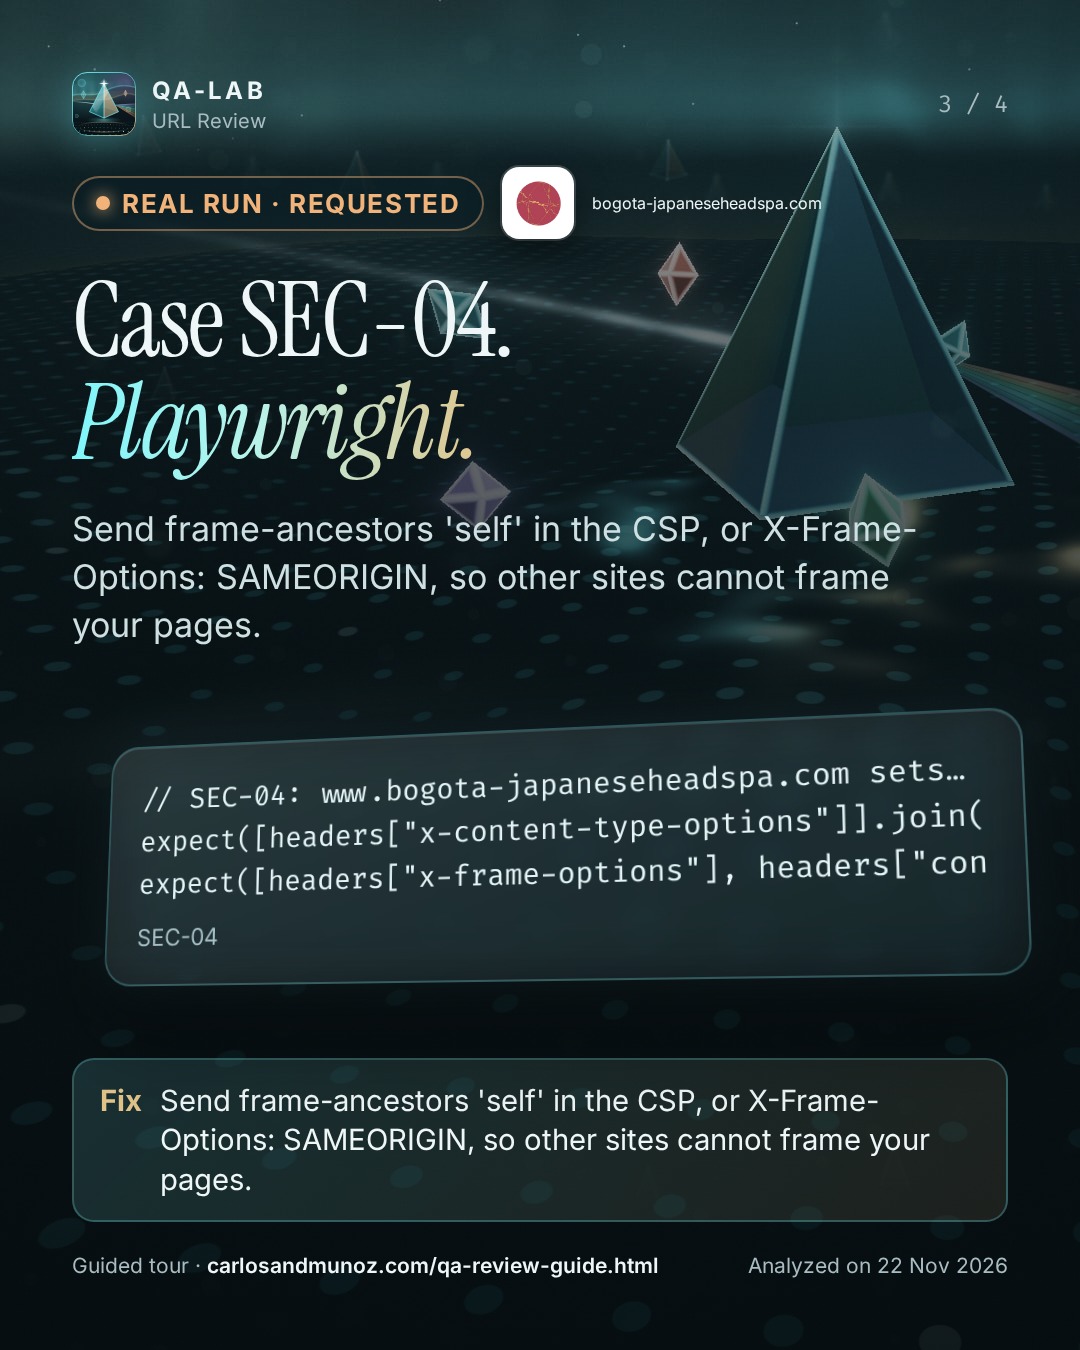 QA-LAB
URL Review
3 / 4
REAL RUN · REQUESTED
bogota-japaneseheadspa.com
Case SEC-04.
Playwright.
Send frame-ancestors 'self' in the CSP, or X-Frame-
Options: SAMEORIGIN, so other sites cannot frame
your pages.
// SEC-04: www.bogota-japaneseheadspa.com sets…
expect([headers["x-content-type-options"]].join(
expect([headers["x-frame-options"], headers["con
SEC-04
Fix Send frame-ancestors 'self' in the CSP, or X-Frame-
Options: SAMEORIGIN, so other sites cannot frame your
pages.
Guided tour · carlosandmunoz.com/qa-review-guide.html
Analyzed on 22 Nov 2026